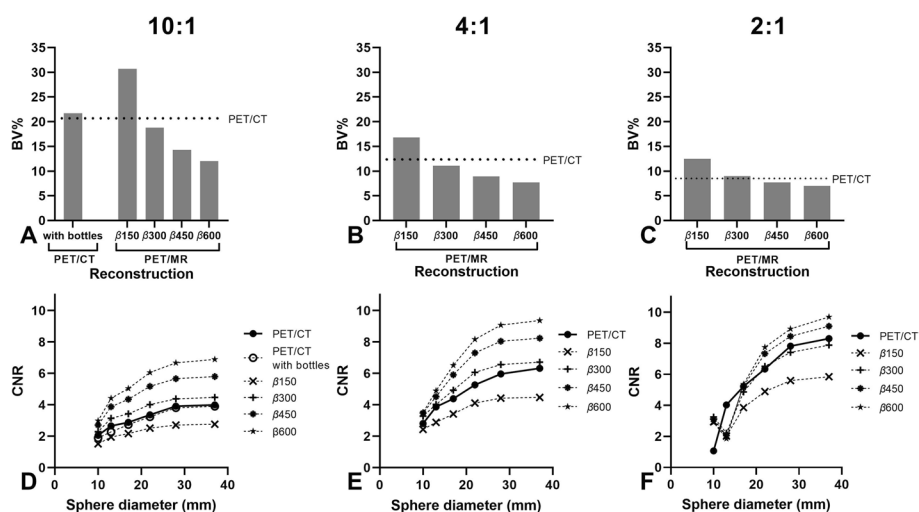 10:1
4:1
2:1
35
30
25
20
15
10
5
0
BV%
PET/CT
with bottles
β150
β300
β450
β600
PET/CT
PET/MR
Reconstruction
A
35
30
25
20
15
10
5
0
BV%
PET/CT
β150
β300
β450
β600
PET/MR
Reconstruction
B
35
30
25
20
15
10
5
0
BV%
PET/CT
β150
β300
β450
β600
PET/MR
Reconstruction
C
10
8
6
4
2
0
CNR
0
10
20
30
40
Sphere diameter (mm)
PET/CT
PET/CT
with bottles
β150
β300
β450
β600
D
10
8
6
4
2
0
CNR
0
10
20
30
40
Sphere diameter (mm)
PET/CT
β150
β300
β450
β600
E
10
8
6
4
2
0
CNR
0
10
20
30
40
Sphere diameter (mm)
PET/CT
β150
β300
β450
β600
F